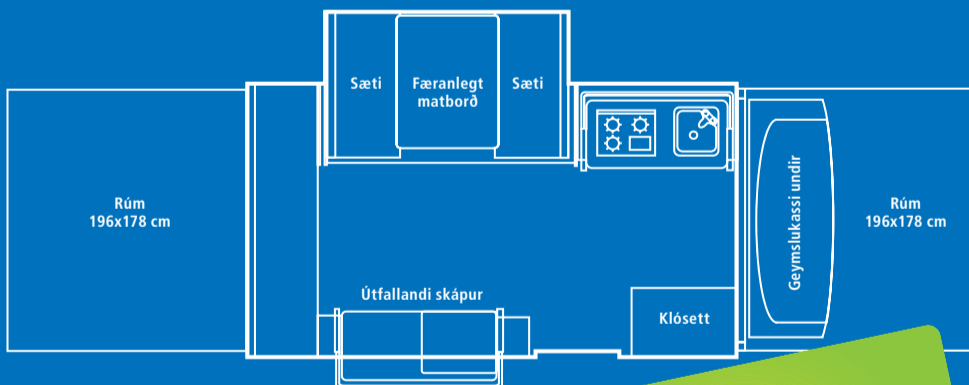 Sæti
Færanlegt
matborð
Sæti
Rúm
196x178 cm
Geymslukassi undir
Rúm
196x178 cm
Útfallandi skápur
Klósett